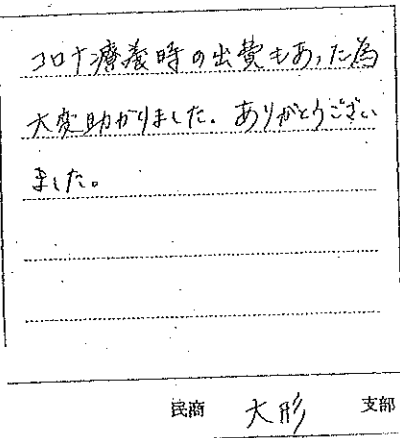 コロナ療養時の出費もあった為
大変助かりました。ありがとうござい
ました。
民商 大形 支部